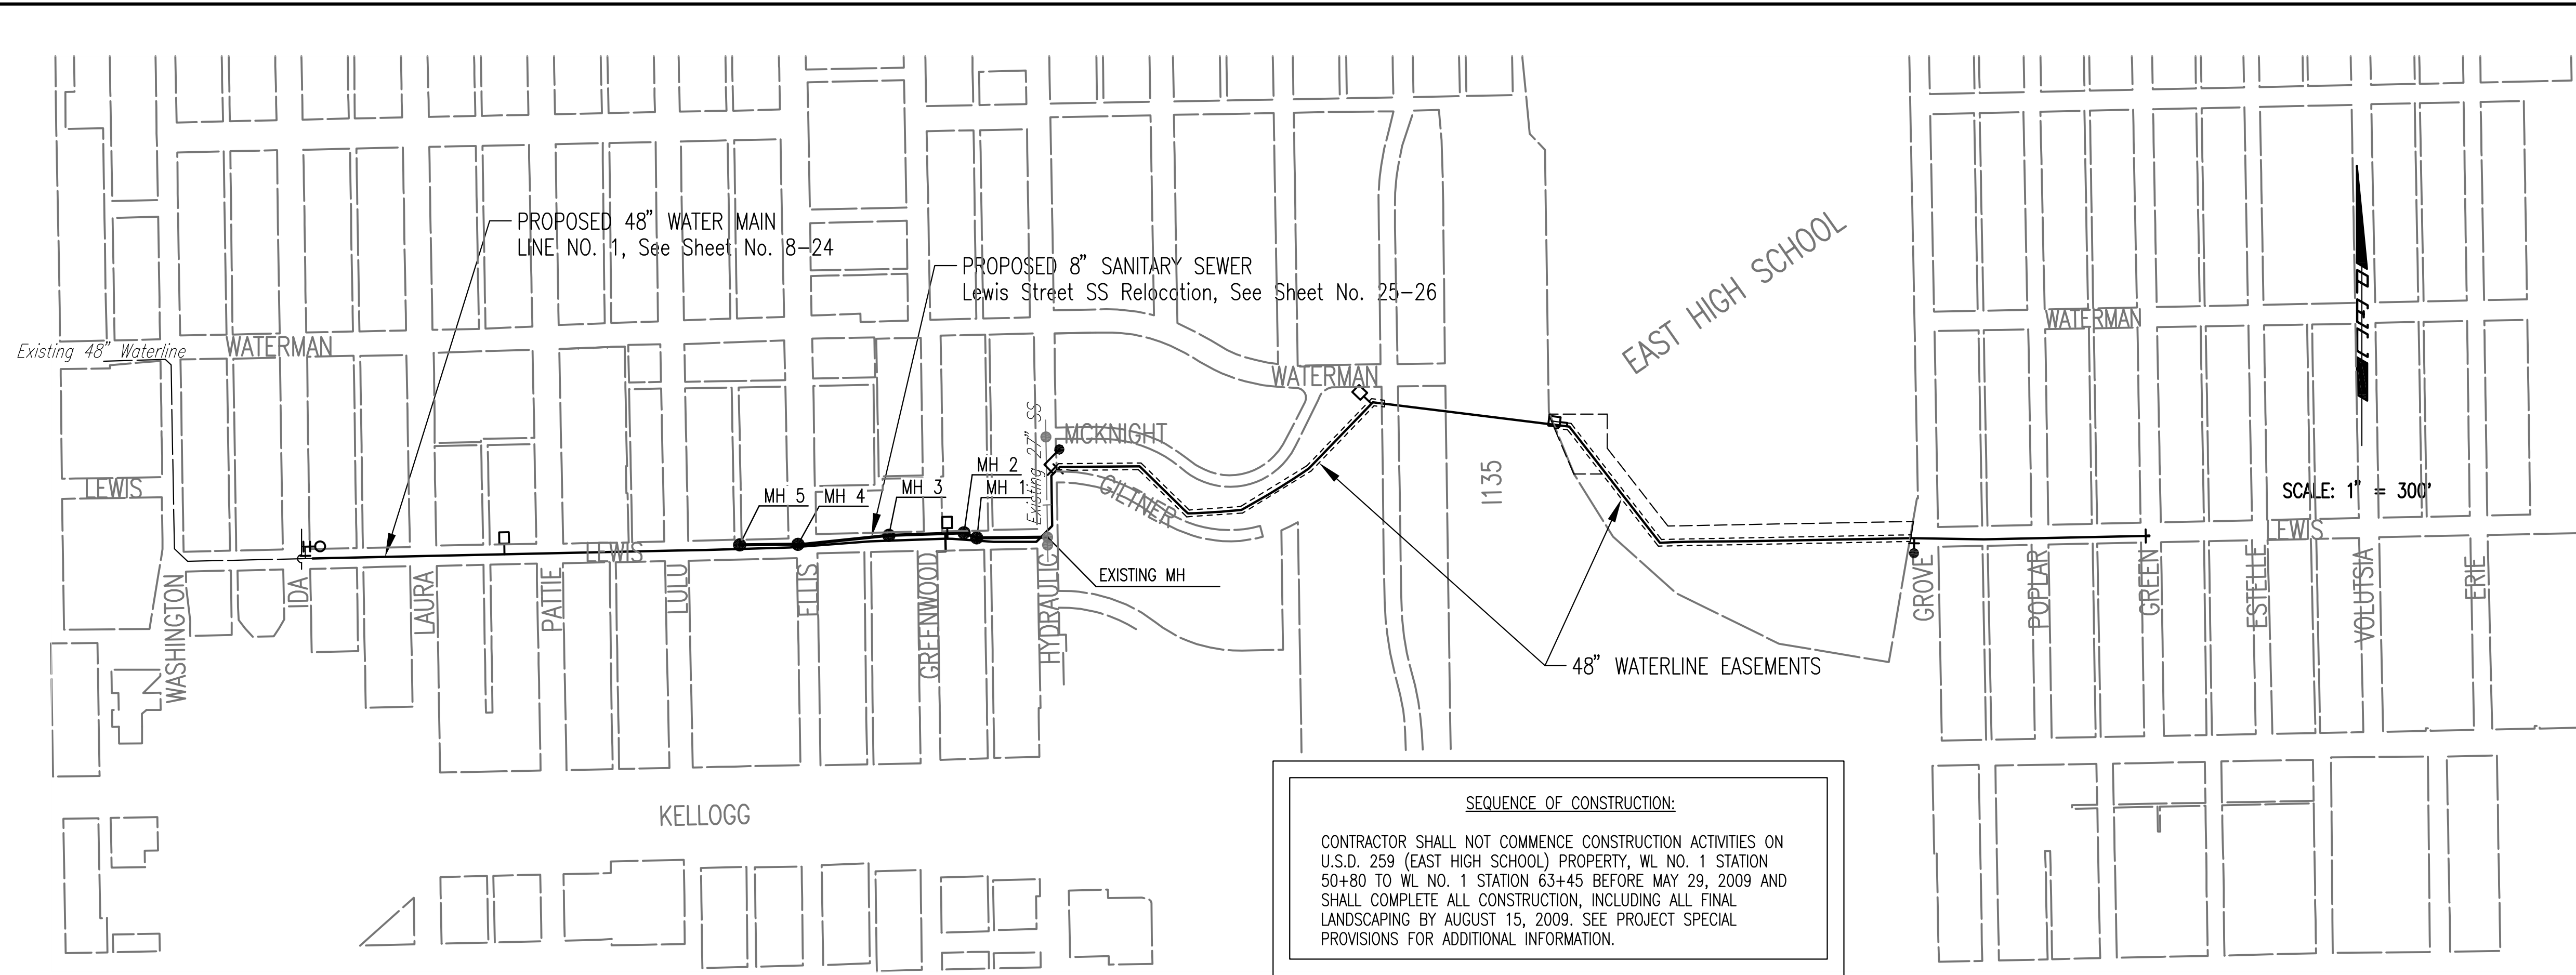 PROPOSED 48" WATER MAIN
LINE NO. 1, See Sheet No. 8-24
PROPOSED 8" SANITARY SEWER
Lewis Street SS Relocation, See Sheet No. 25-26
EAST HIGH SCHOOL
Existing 48" Waterline
WATERMAN
WATERMAN
WATERMAN
Existing 27" SS
MCKNIGHT
GILTNER
I135
SCALE: 1" = 300'
LEWIS
MH 5
MH 4
MH 3
MH 2
MH 1
LEWIS
LEWIS
EXISTING MH
WASHINGTON
IDA
LAURA
PATTIE
LULU
ELLIS
GREENWOOD
HYDRAULIC
GROVE
POPLAR
GREEN
ESTELLE
VOLUTSIA
ERIE
48" WATERLINE EASEMENTS
KELLOGG
SEQUENCE OF CONSTRUCTION:
CONTRACTOR SHALL NOT COMMENCE CONSTRUCTION ACTIVITIES ON
U.S.D. 259 (EAST HIGH SCHOOL) PROPERTY, WL NO. 1 STATION
50+80 TO WL NO. 1 STATION 63+45 BEFORE MAY 29, 2009 AND
SHALL COMPLETE ALL CONSTRUCTION, INCLUDING ALL FINAL
LANDSCAPING BY AUGUST 15, 2009. SEE PROJECT SPECIAL
PROVISIONS FOR ADDITIONAL INFORMATION.